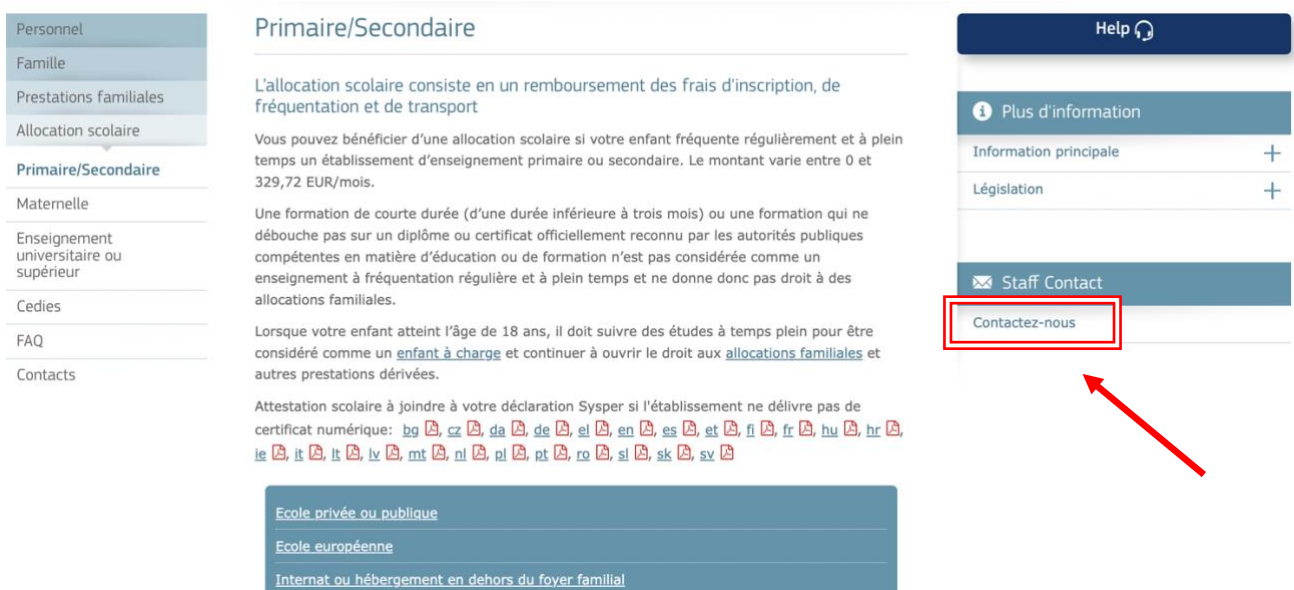 Personnel
Famille
Prestations familiales
Allocation scolaire
Primaire/Secondaire
Maternelle
Enseignement
universitaire ou
supérieur
Cedies
FAQ
Contacts
Primaire/Secondaire
L'allocation scolaire consiste en un remboursement des frais d'inscription, de
fréquentation et de transport
Vous pouvez bénéficier d'une allocation scolaire si votre enfant fréquente régulièrement et à plein
temps un établissement d'enseignement primaire ou secondaire. Le montant varie entre 0 et
329,72 EUR/mois.
Une formation de courte durée (d'une durée inférieure à trois mois) ou une formation qui ne
débouche pas sur un diplôme ou certificat officiellement reconnu par les autorités publiques
compétentes en matière d'éducation ou de formation n'est pas considérée comme un
enseignement à fréquentation régulière et à plein temps et ne donne donc pas droit à des
allocations familiales.
Lorsque votre enfant atteint l'âge de 18 ans, il doit suivre des études à temps plein pour être
considéré comme un enfant à charge et continuer à ouvrir le droit aux allocations familiales et
autres prestations dérivées.
Attestation scolaire à joindre à votre déclaration Sysper si l'établissement ne délivre pas de
certificat numérique: bg, cz, da, de, el, en, es, et, fi, fr, hu, hr,
ie, it, lt, lv, mt, nl, pl, pt, ro, sl, sk, sv
Ecole privée ou publique
Ecole européenne
Internat ou hébergement en dehors du foyer familial
Help
Plus d'information
Information principale
Législation
Staff Contact
Contactez-nous